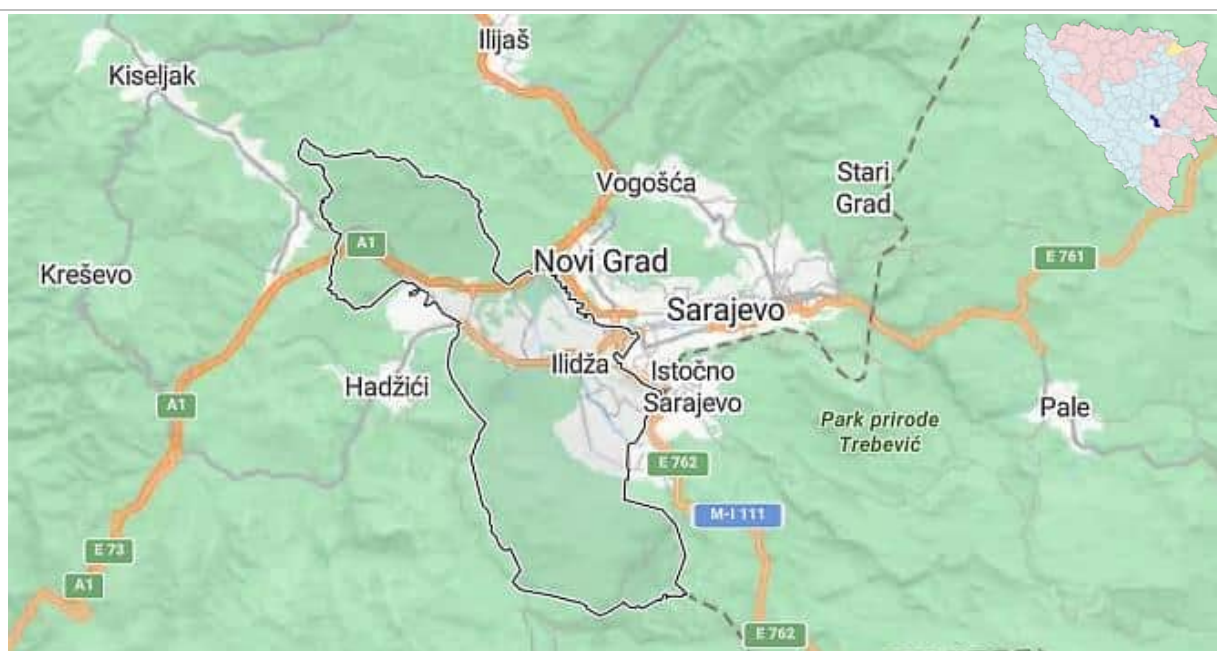 Ilijaš
Kiseljak
Vogošća
Stari
Grad
A1
Novi Grad
E 761
Kreševo
Sarajevo
Ilidža
Istočno
Sarajevo
Hadžići
A1
Pale
Park prirode
Trebević
E 762
M-I 111
E 73
A1
E 762